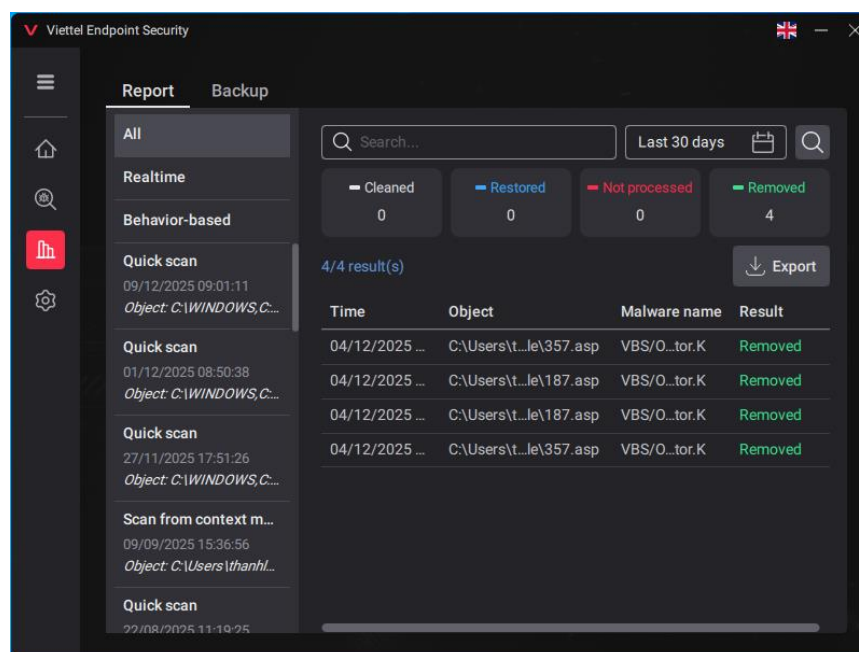 Viettel Endpoint Security
Report Backup
All
Realtime
Behavior-based
Quick scan
09/12/2025 09:01:11
Object: C:\WINDOWS,C:...
Quick scan
01/12/2025 08:50:38
Object: C:\WINDOWS,C:...
Quick scan
27/11/2025 17:51:26
Object: C:\WINDOWS,C:...
Scan from context m...
09/09/2025 15:36:56
Object: C:\Users\thanhl...
Quick scan
22/08/2025 11:19:25
Search...
Last 30 days
Cleaned Restored Not processed Removed
0 0 0 4
4/4 result(s)
Export
Time Object Malware name Result
04/12/2025 ... C:\Users\t...le\357.asp VBS/O...tor.K Removed
04/12/2025 ... C:\Users\t...le\187.asp VBS/O...tor.K Removed
04/12/2025 ... C:\Users\t...le\187.asp VBS/O...tor.K Removed
04/12/2025 ... C:\Users\t...le\357.asp VBS/O...tor.K Removed